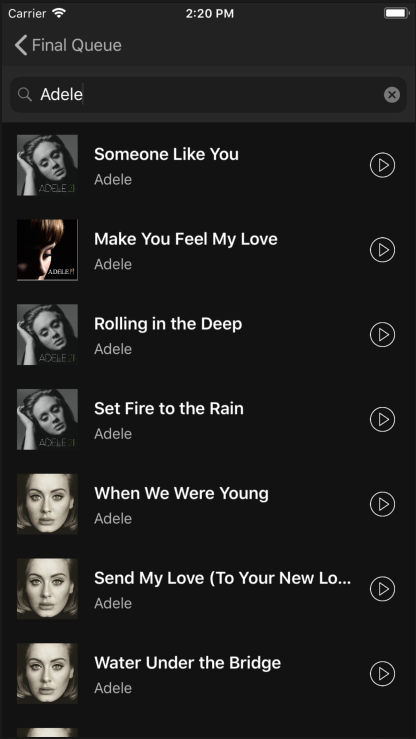 Carrier 2:20 PM
Final Queue
Adele
Someone Like You
Adele
ADELE 21
Make You Feel My Love
Adele
ADELE 19
Rolling in the Deep
Adele
ADELE 21
Set Fire to the Rain
Adele
ADELE 21
When We Were Young
Adele
Send My Love (To Your New Lo...
Adele
Water Under the Bridge
Adele